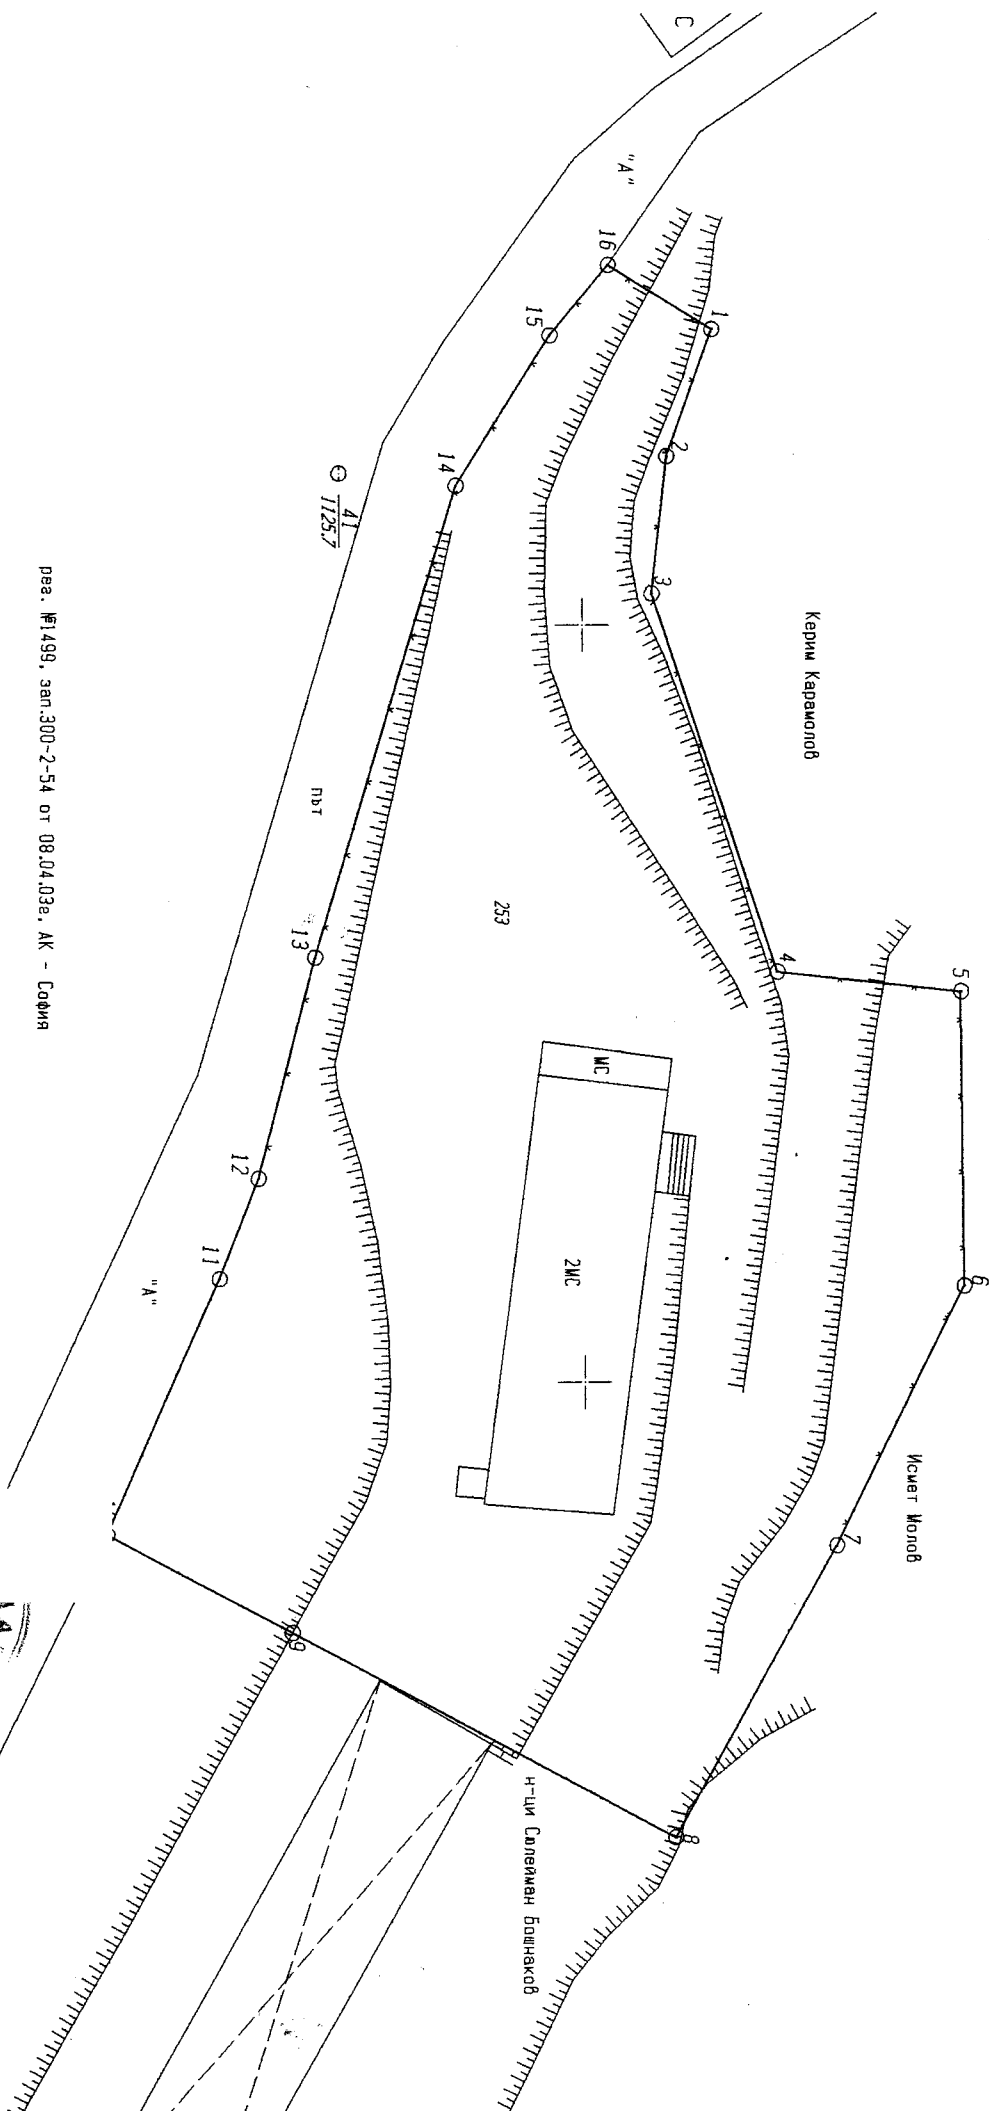 С
"А"
16
1
15
2
14
3
41
1125.7
Керим Карамолов
път
253
13
4
5
МС
12
2МС
11
6
"А"
Исмет Молов
7
9
8
н-ци Сюлейман Бошнаков
рег. №1499, зап.300-2-54 от 08.04.03г. АК - София